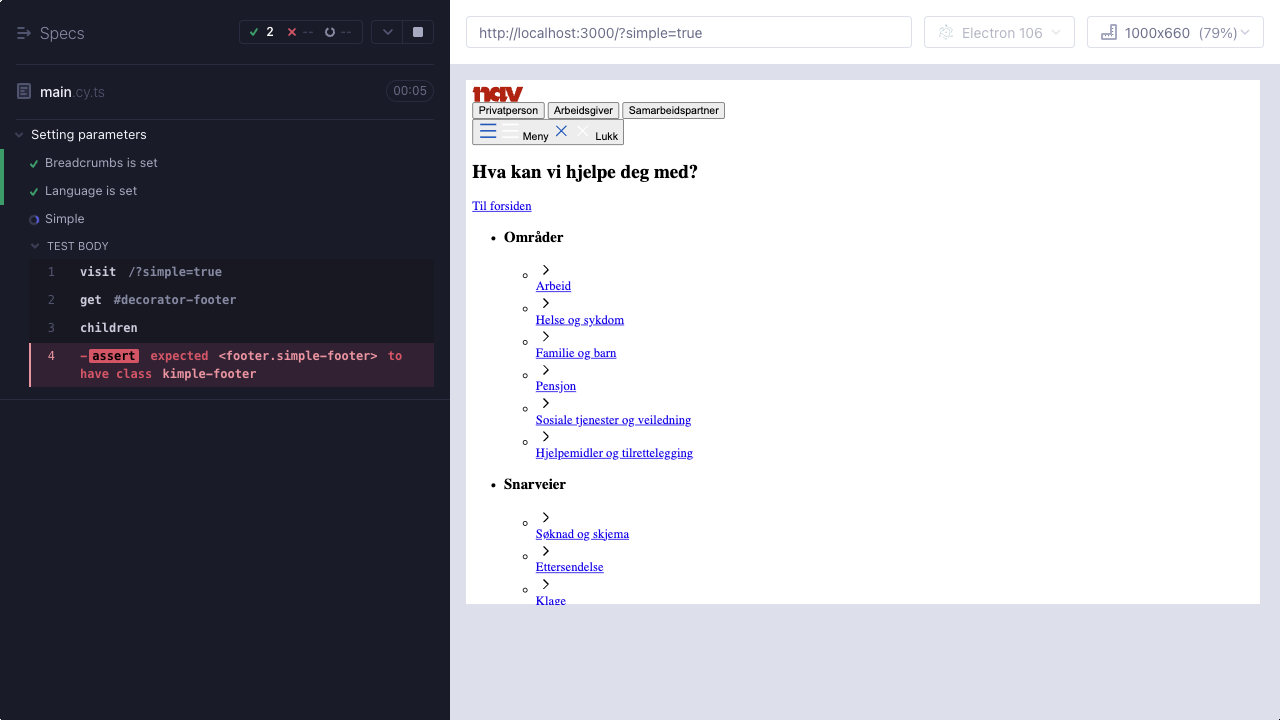 Specs
2 -- --
main.cy.ts
00:05
Setting parameters
Breadcrumbs is set
Language is set
Simple
TEST BODY
1 visit /?simple=true
2 get #decorator-footer
3 children
4 -assert expected <footer.simple-footer> to
have class kimple-footer
http://localhost:3000/?simple=true
Electron 106
1000x660 (79%)
nav
Privatperson Arbeidsgiver Samarbeidspartner
Meny Lukk
Hva kan vi hjelpe deg med?
Til forsiden
Områder
Arbeid
Helse og sykdom
Familie og barn
Pensjon
Sosiale tjenester og veiledning
Hjelpemidler og tilrettelegging
Snarveier
Søknad og skjema
Ettersendelse
Klage